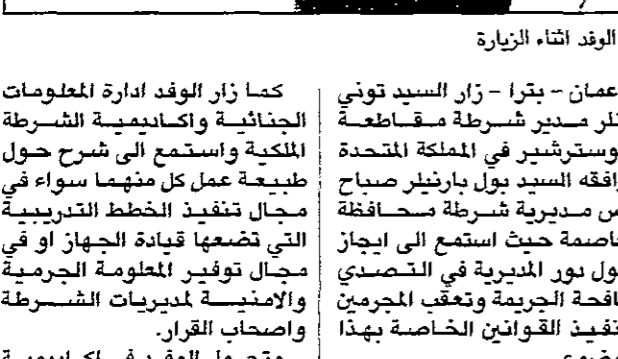 الوفد اثناء الزيارة
عمان - بترا - زار السيد توني
تلر مدير شرطة مقاطعة
وسترشير في المملكة المتحدة
رافقه السيد بول بارنيلر صباح
س مديرية شرطة محافظة
عاصمة حيث استمع الى ايجاز
ول دور المديرية في التصدي
افحة الجريمة وتعقب المجرمين
تنفيذ القوانين الخاصة بهذا
كما زار الوفد ادارة المعلومات
الجنائية واكاديمية الشرطة
الملكية واستمع الى شرح حول
طبيعة عمل كل منهما سواء في
مجال تنفيذ الخطط التدريبية
التي تضعها قيادة الجهاز او في
مجال توفير المعلومة الجرمية
والامنية لمديريات الشرطة
واصحاب القرار.